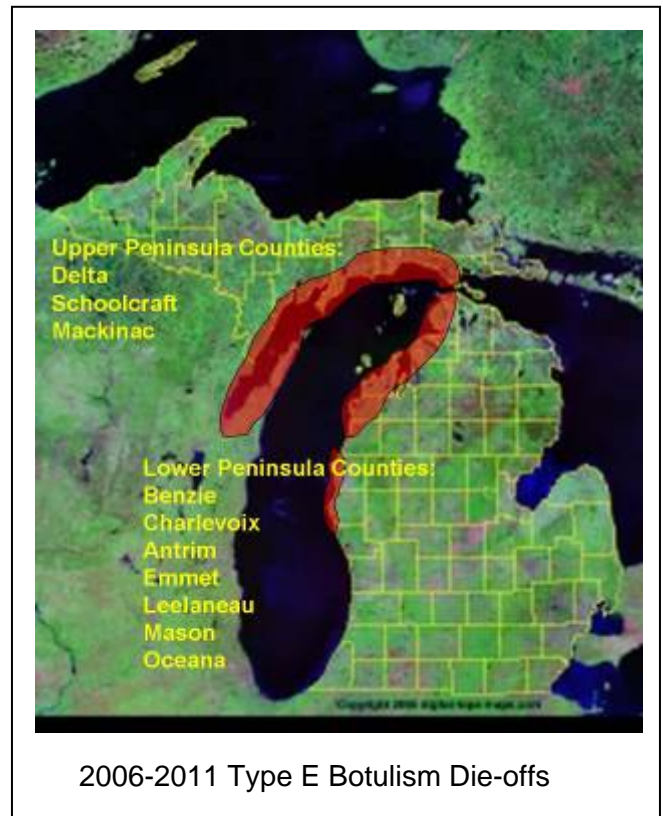 Upper Peninsula Counties:
Delta
Schoolcraft
Mackinac
Lower Peninsula Counties:
Benzie
Charlevoix
Antrim
Emmet
Leelaneau
Mason
Oceana
Copyright
2006-2011 Type E Botulism Die-offs